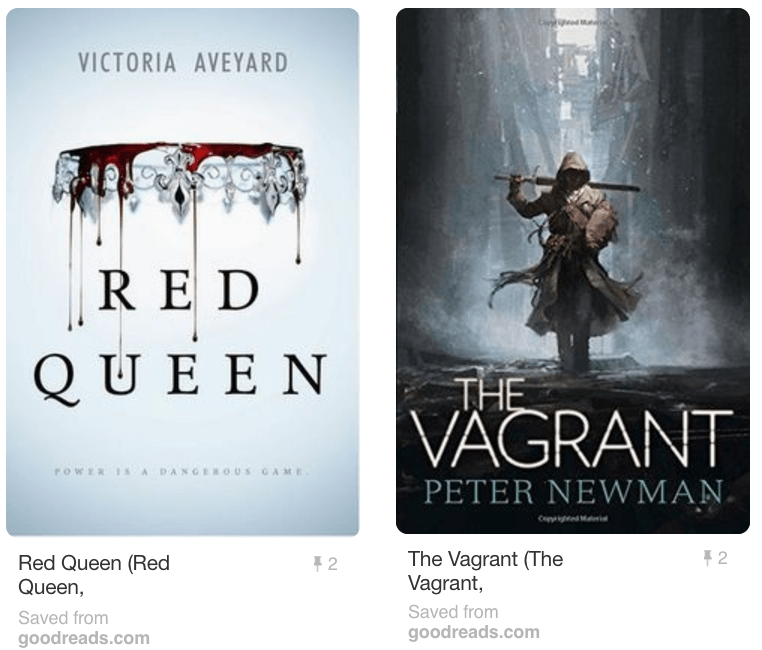 VICTORIA AVEYARD
RED
QUEEN
POWER IS A DANGEROUS GAME.
Red Queen (Red
Queen,
2
Saved from
goodreads.com
Copyrighted Material
THE
VAGRANT
PETER NEWMAN
Copyrighted Material
The Vagrant (The
Vagrant,
2
Saved from
goodreads.com